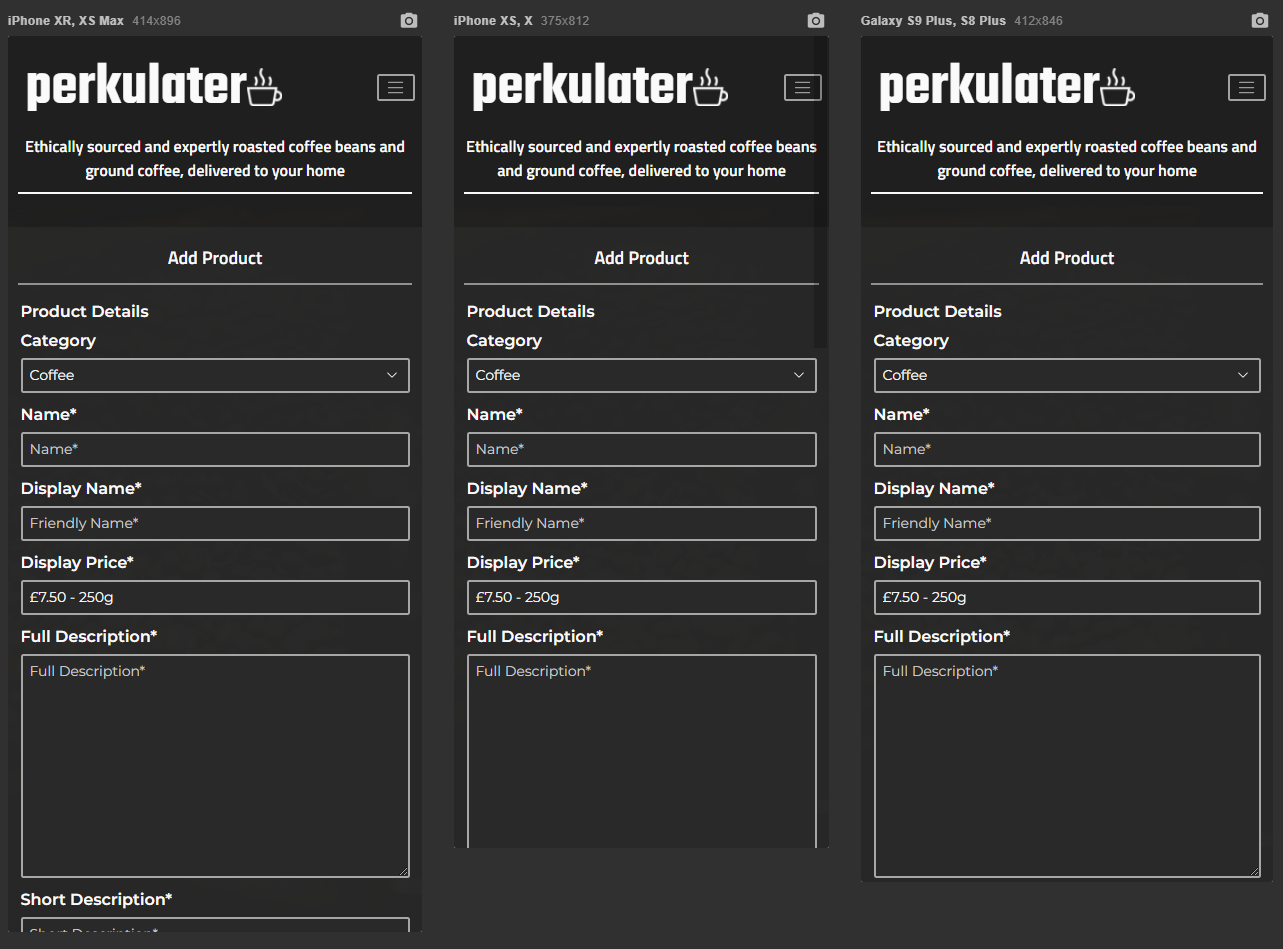 iPhone XR, XS Max 414x896
perkulater
Ethically sourced and expertly roasted coffee beans and
ground coffee, delivered to your home
Add Product
Product Details
Category
Coffee
Name*
Name*
Display Name*
Friendly Name*
Display Price*
£7.50 - 250g
Full Description*
Full Description*
Short Description*
Short Description*
iPhone XS, X 375x812
perkulater
Ethically sourced and expertly roasted coffee beans
and ground coffee, delivered to your home
Add Product
Product Details
Category
Coffee
Name*
Name*
Display Name*
Friendly Name*
Display Price*
£7.50 - 250g
Full Description*
Full Description*
Galaxy S9 Plus, S8 Plus 412x846
perkulater
Ethically sourced and expertly roasted coffee beans and
ground coffee, delivered to your home
Add Product
Product Details
Category
Coffee
Name*
Name*
Display Name*
Friendly Name*
Display Price*
£7.50 - 250g
Full Description*
Full Description*